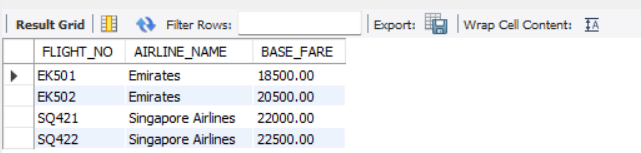 Result Grid Filter Rows: Export: Wrap Cell Content: IA
FLIGHT_NO AIRLINE_NAME BASE_FARE
EK501 Emirates 18500.00
EK502 Emirates 20500.00
SQ421 Singapore Airlines 22000.00
SQ422 Singapore Airlines 22500.00